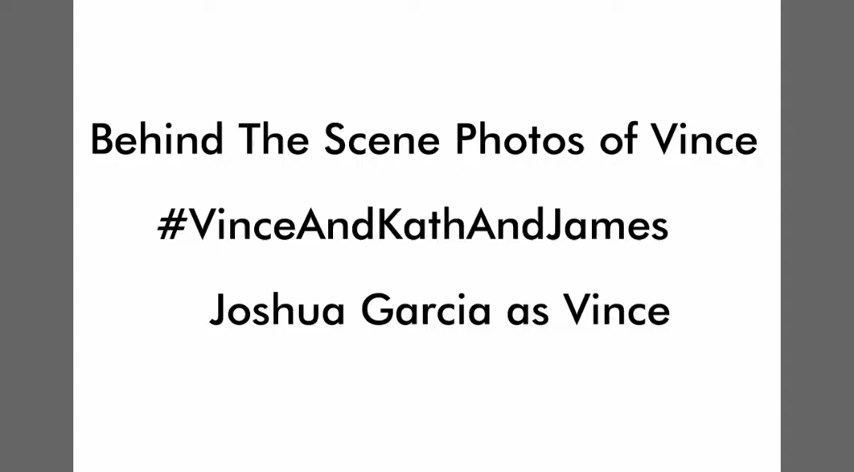 Behind The Scene Photos of Vince
#VinceAndKathAndJames
Joshua Garcia as Vince